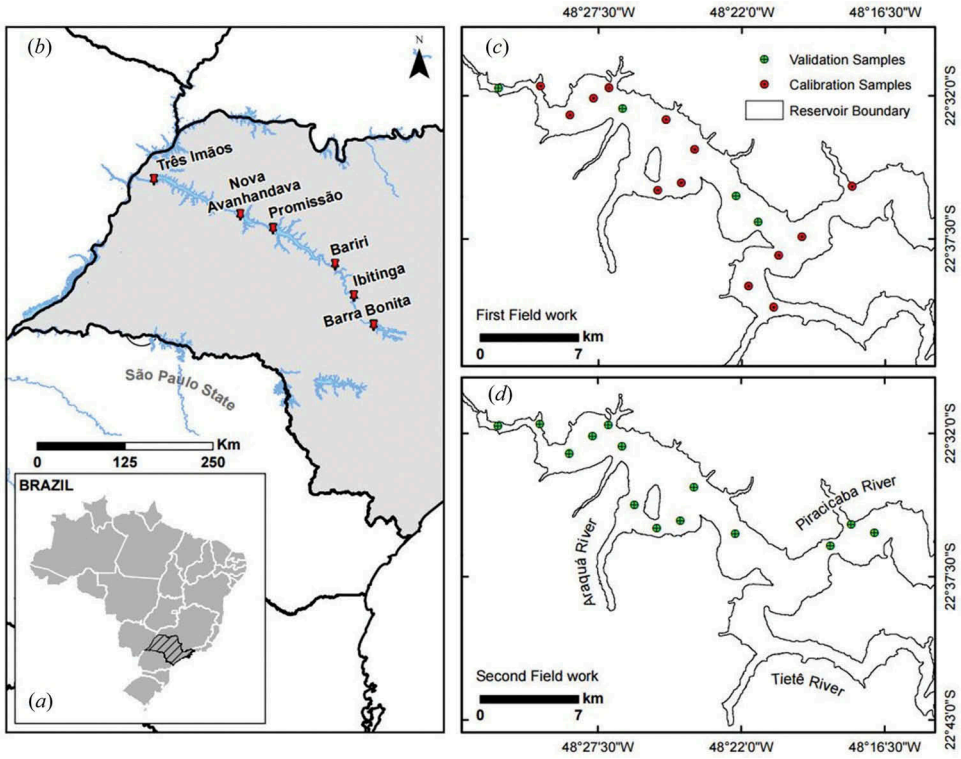 (b)
N
Três Imãos
Nova
Avanhandava
Promissão
Bariri
Ibitinga
Barra Bonita
São Paulo State
Km
0 125 250
BRAZIL
(a)
48°27'30"W 48°22'0"W 48°16'30"W
(c)
Validation Samples
Calibration Samples
Reservoir Boundary
22°32'0"S
22°37'30"S
First Field work
km
0 7
(d)
22°32'0"S
Piracicaba River
Araquá River
22°37'30"S
Second Field work
km
0 7
Tietê River
22°43'0"S
48°27'30"W 48°22'0"W 48°16'30"W